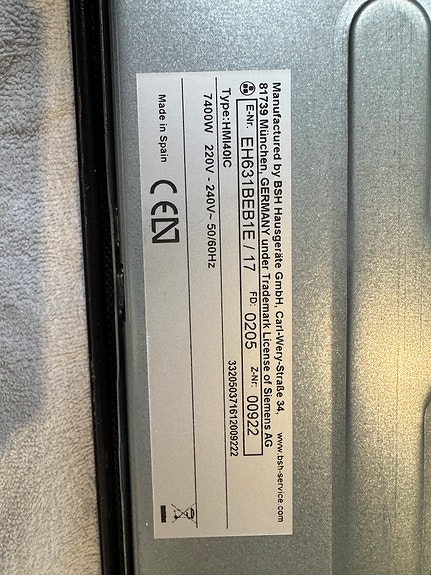 Manufactured by BSH Hausgeräte GmbH, Carl-Wery-Straße 34, www.bsh-service.com
81739 München, GERMANY under Trademark License of Siemens AG
E-Nr. EH631BEB1E / 17 FD: 0205 Z-Nr. 00922
Type:HMI40IC 332050371612009222
7400W 220V - 240V~ 50/60Hz
Made in Spain CE N